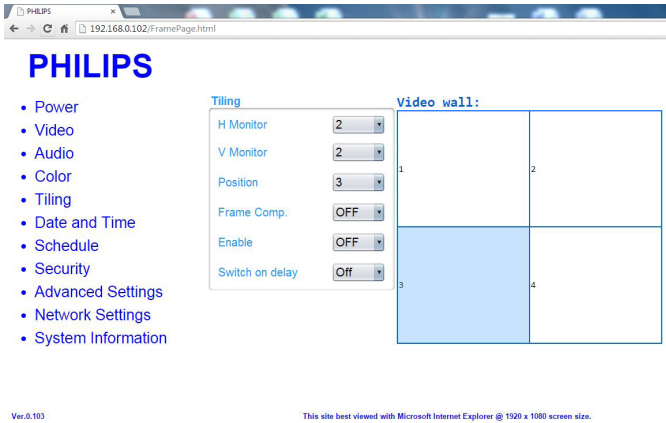 PHILIPS
192.168.0.102/FramePage.html
PHILIPS
Power
Video
Audio
Color
Tiling
Date and Time
Schedule
Security
Advanced Settings
Network Settings
System Information
Tiling
H Monitor 2
V Monitor 2
Position 3
Frame Comp. OFF
Enable OFF
Switch on delay Off
Video wall:
1 2
3 4
Ver.0.103
This site best viewed with Microsoft Internet Explorer @ 1920 x 1080 screen size.